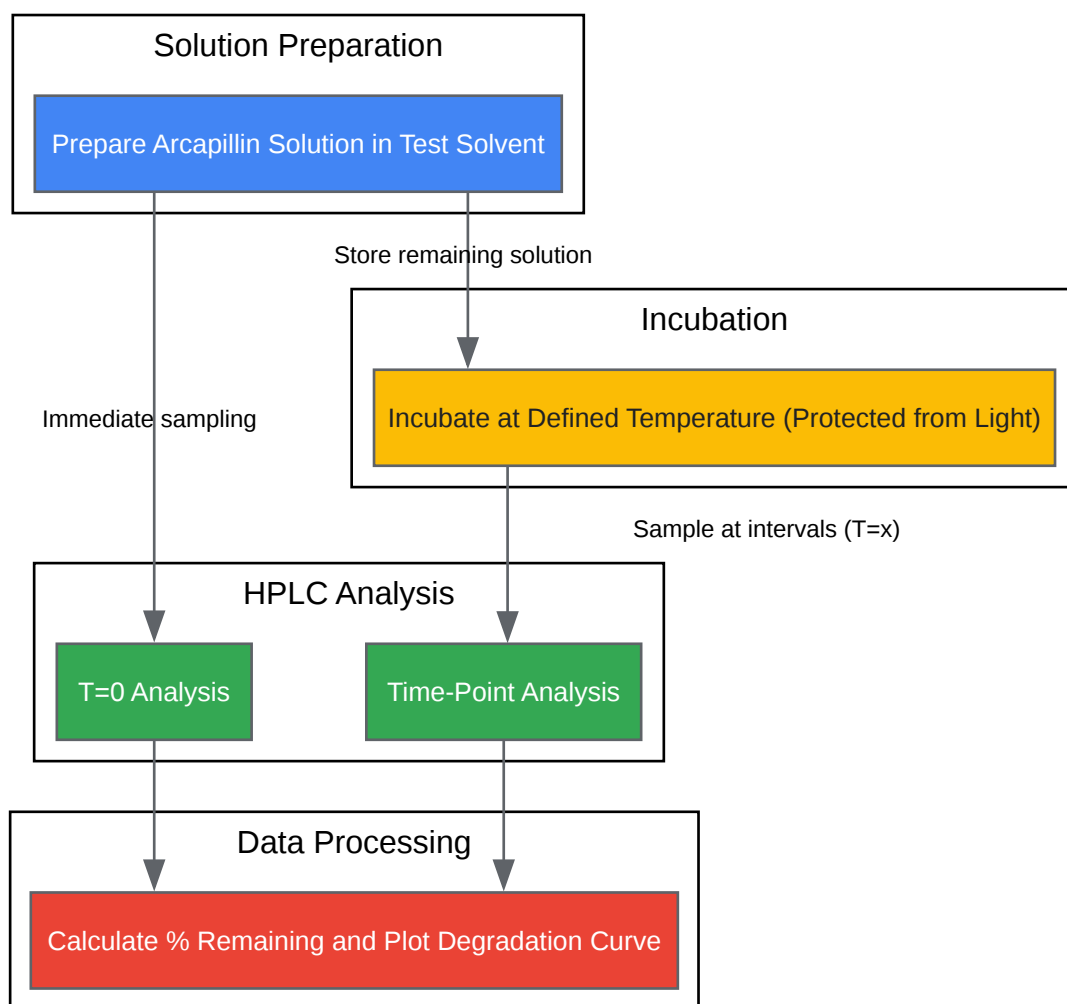 Solution Preparation
Prepare Arcapillin Solution in Test Solvent
Store remaining solution
Incubation
Incubate at Defined Temperature (Protected from Light)
Immediate sampling
Sample at intervals (T=x)
HPLC Analysis
T=0 Analysis
Time-Point Analysis
Data Processing
Calculate % Remaining and Plot Degradation Curve